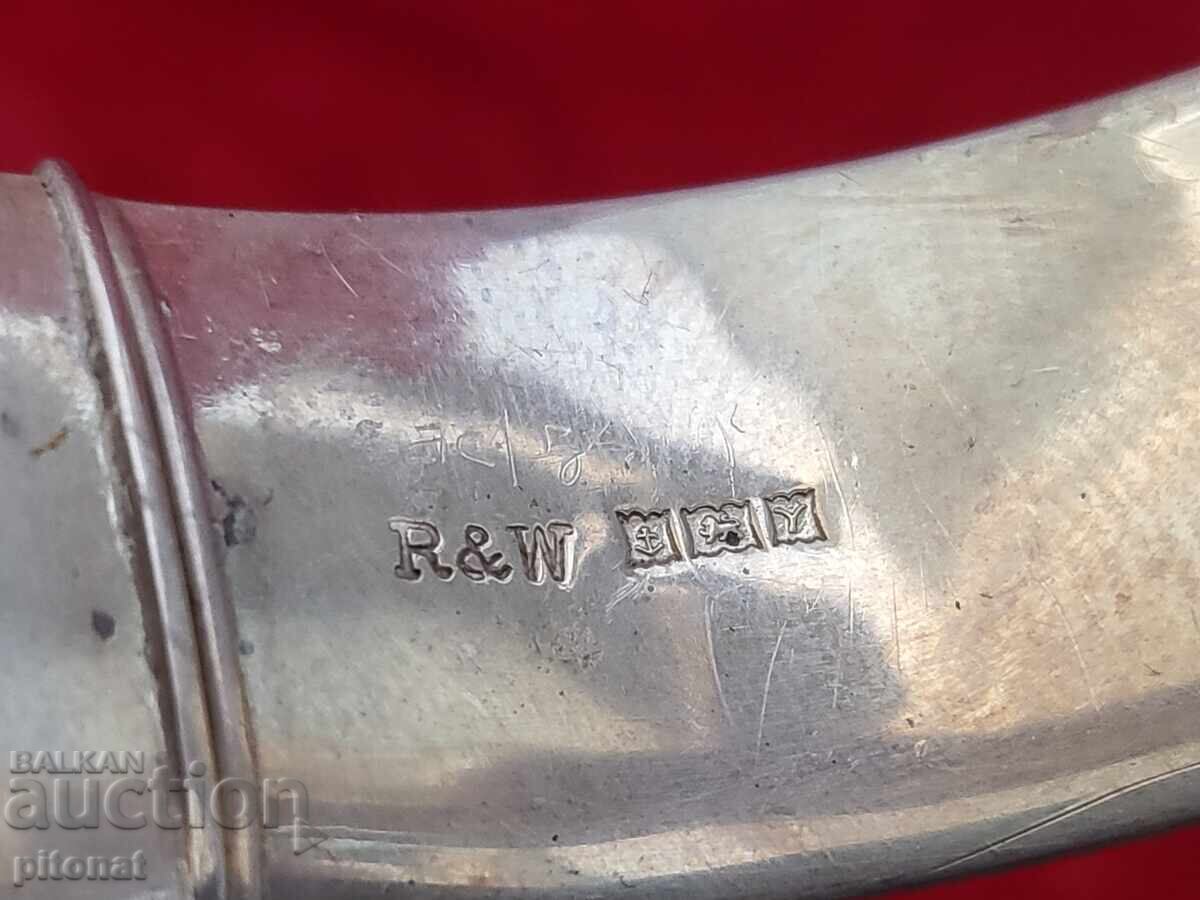 R&W Y
BALKAN
auction
pitonat